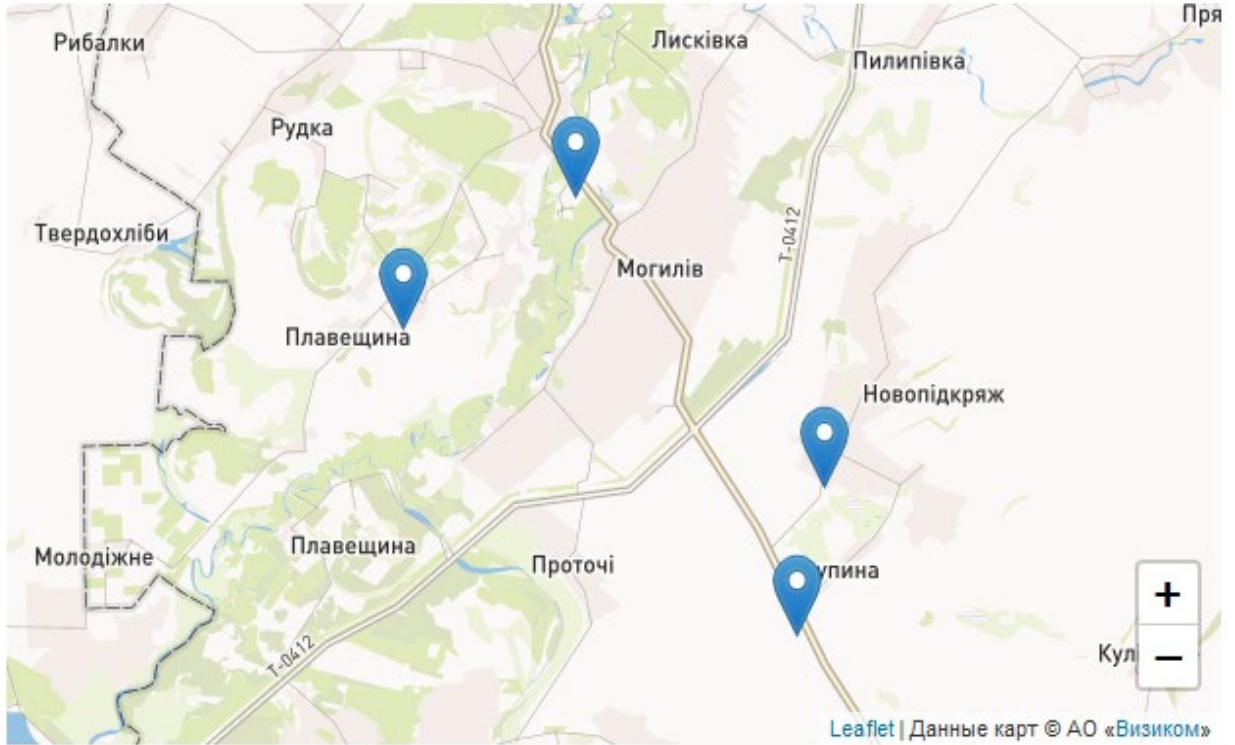 Пря
Рибалки
Лисківка
Пилипівка
Рудка
Твердохліби
Т-0412
Могилів
Плавещина
Новопідкряж
Молодіжне
Плавещина
Проточі
упина
+
Т-0412
Кулі
−
Leaflet | Данные карт © АО «Визиком»